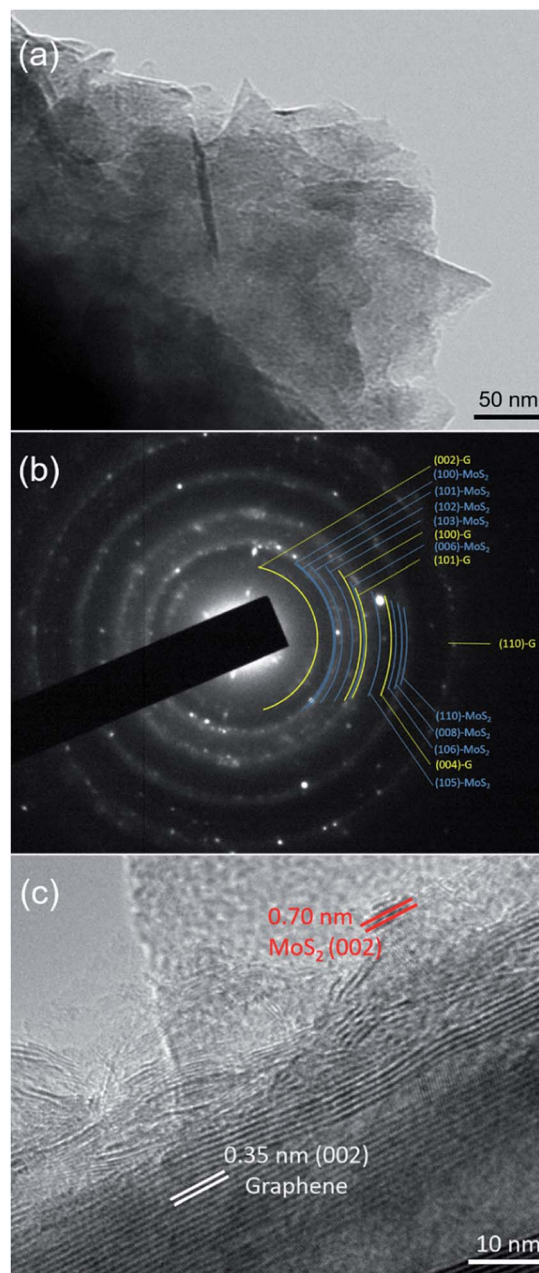 (a)
50 nm
(b)
(002)-G
(100)-MoS₂
(101)-MoS₂
(102)-MoS₂
(103)-MoS₂
(100)-G
(006)-MoS₂
(101)-G
(110)-G
(110)-MoS₂
(008)-MoS₂
(106)-MoS₂
(004)-G
(105)-MoS₂
(c)
0.70 nm
MoS₂ (002)
0.35 nm (002)
Graphene
10 nm